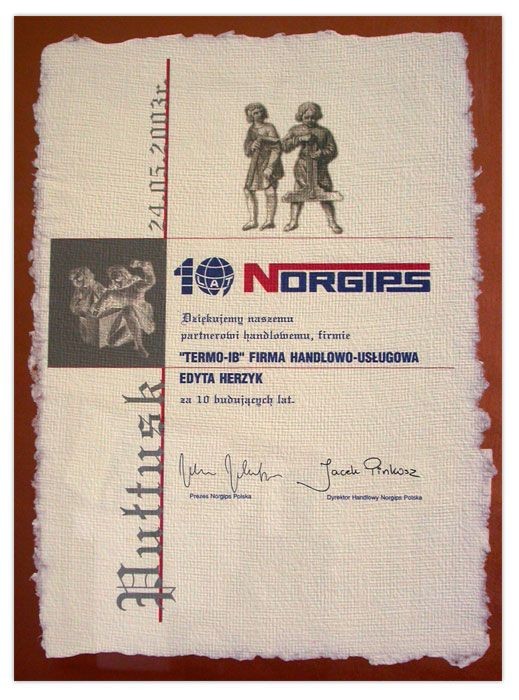 24.05.2003r.
10 NORGIPS
A
Dziękujemy naszemu
partnerowi handlowemu, firmie
"TERMO-IB" FIRMA HANDLOWO-USŁUGOWA
EDYTA HERZYK
za 10 budujących lat.
Jacek Pinkosz
Prezes Norgips Polska
Dyrektor Handlowy Norgips Polska
Pułtusk